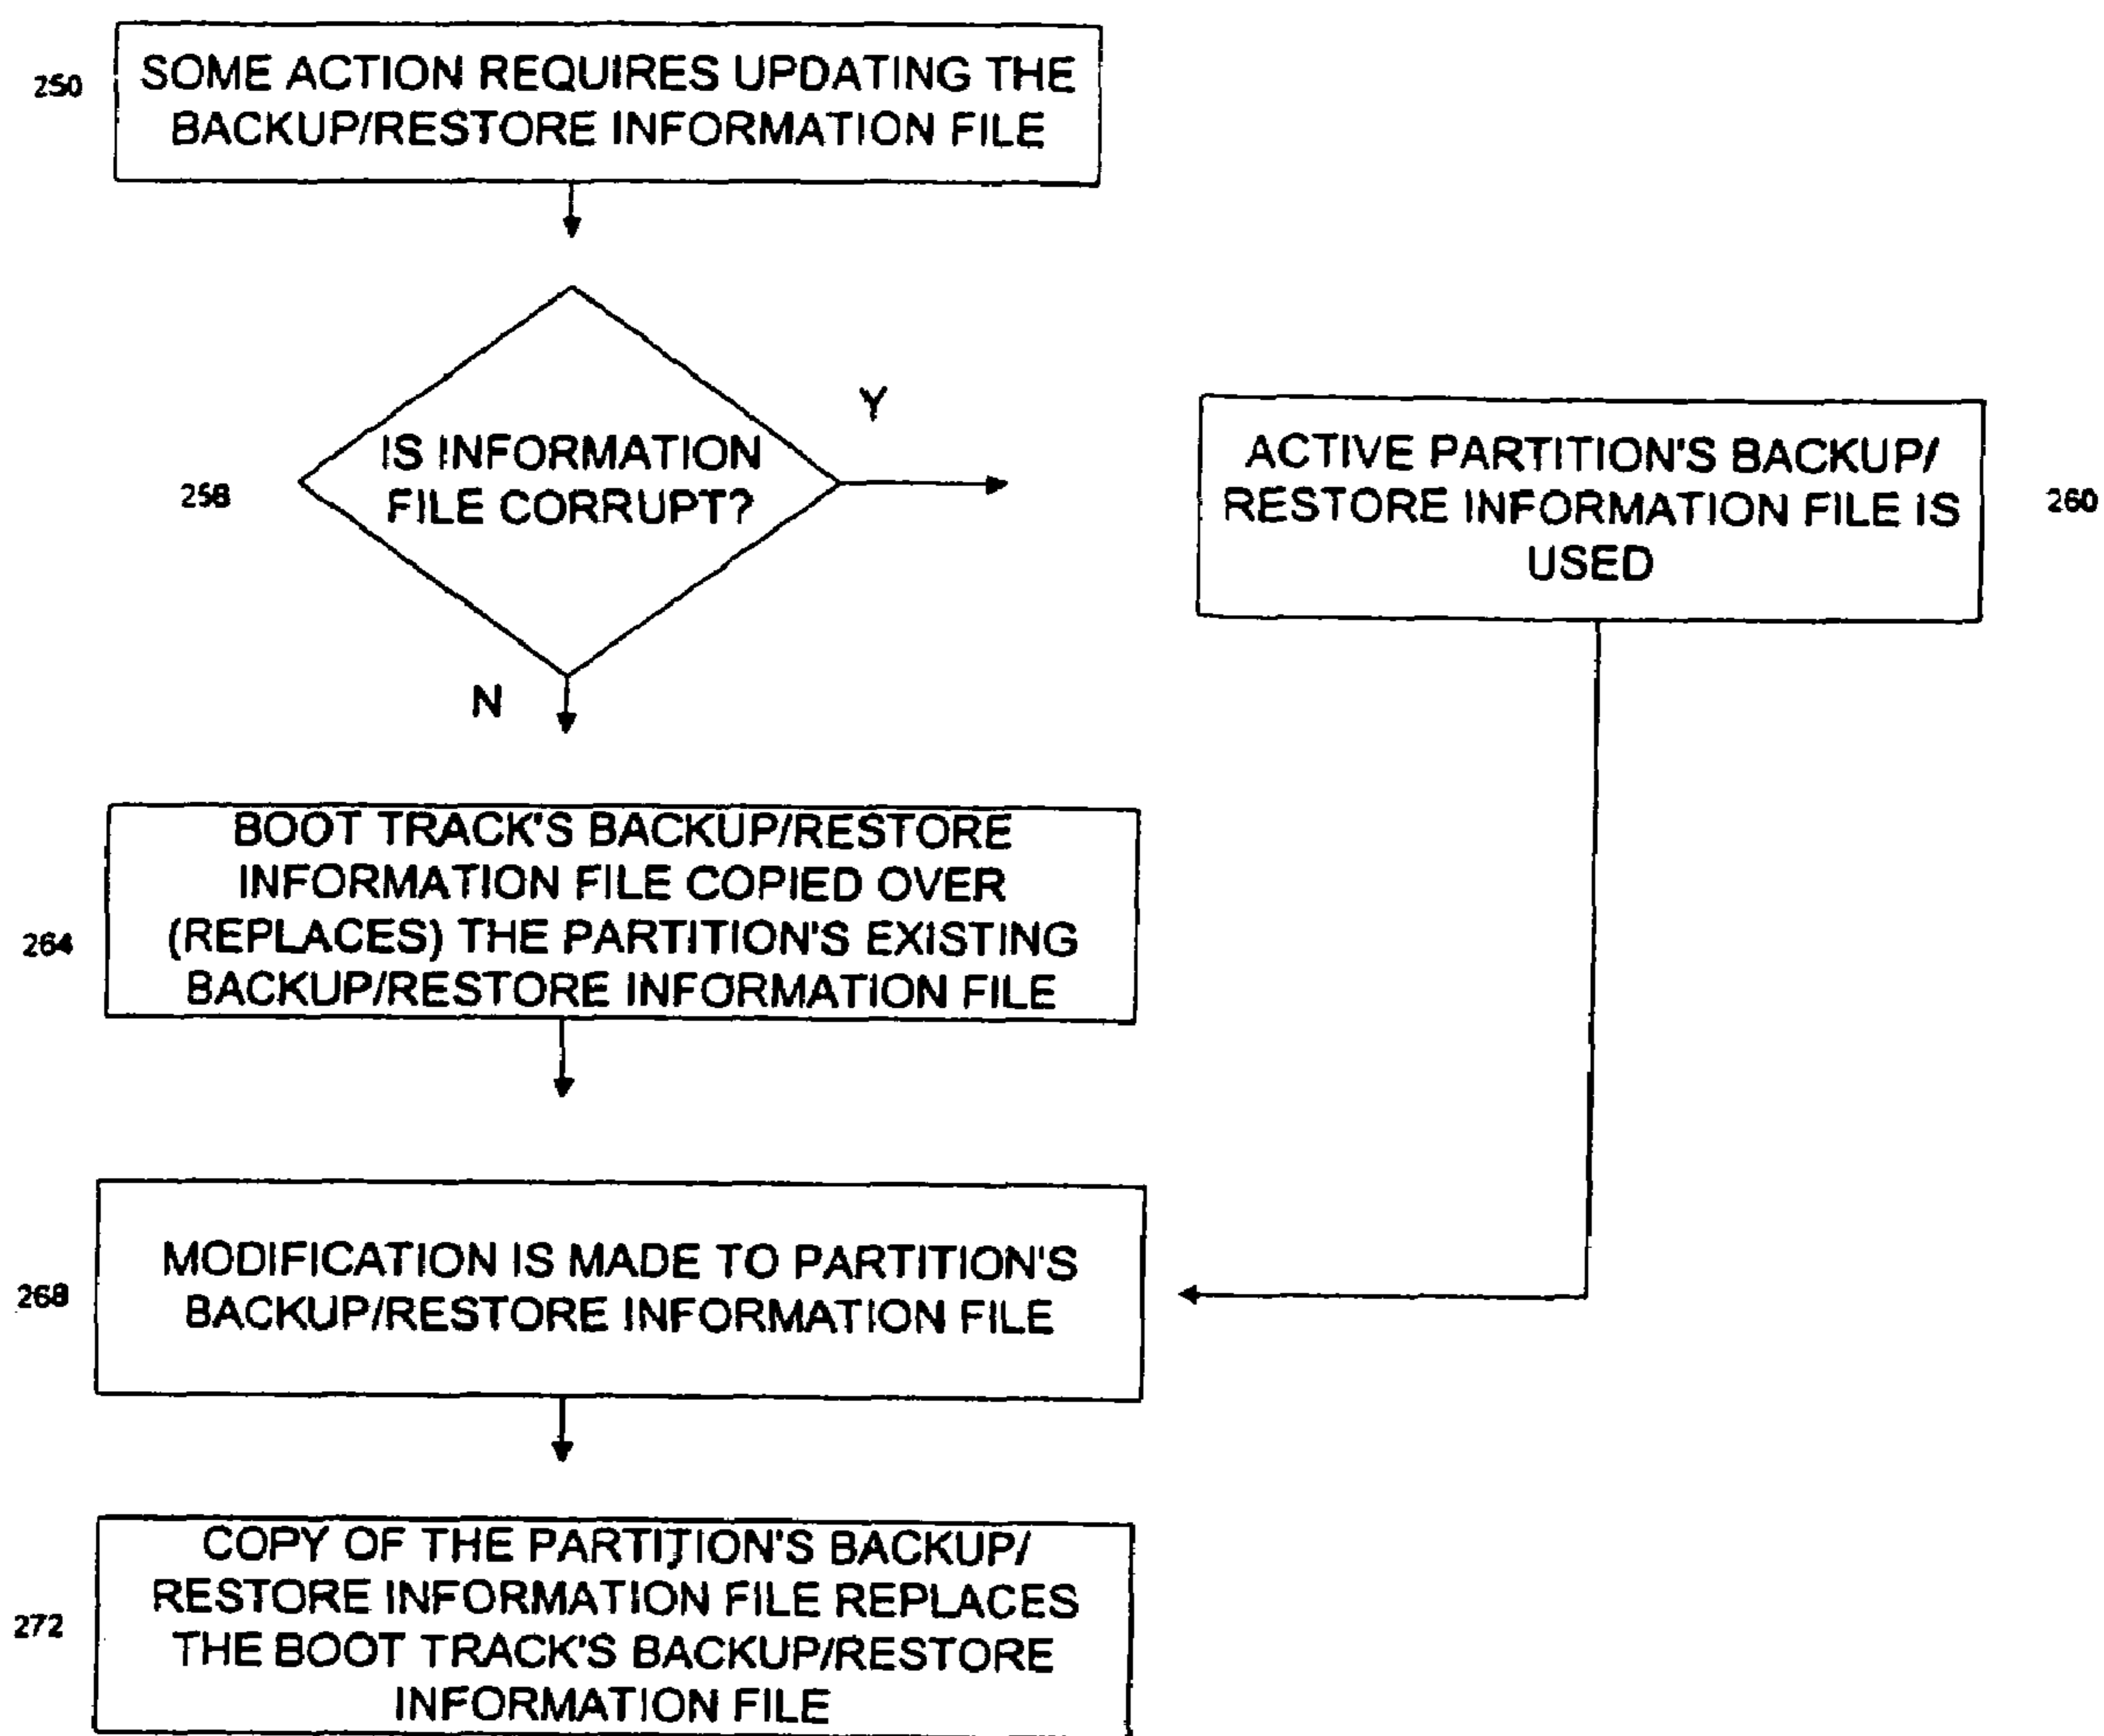 250
SOME ACTION REQUIRES UPDATING THE
BACKUP/RESTORE INFORMATION FILE
Y
IS INFORMATION
FILE CORRUPT?
258
ACTIVE PARTITION'S BACKUP/
RESTORE INFORMATION FILE IS
USED
260
N
BOOT TRACK'S BACKUP/RESTORE
INFORMATION FILE COPIED OVER
(REPLACES) THE PARTITION'S EXISTING
BACKUP/RESTORE INFORMATION FILE
264
MODIFICATION IS MADE TO PARTITION'S
BACKUP/RESTORE INFORMATION FILE
268
COPY OF THE PARTITION'S BACKUP/
RESTORE INFORMATION FILE REPLACES
THE BOOT TRACK'S BACKUP/RESTORE
INFORMATION FILE
272